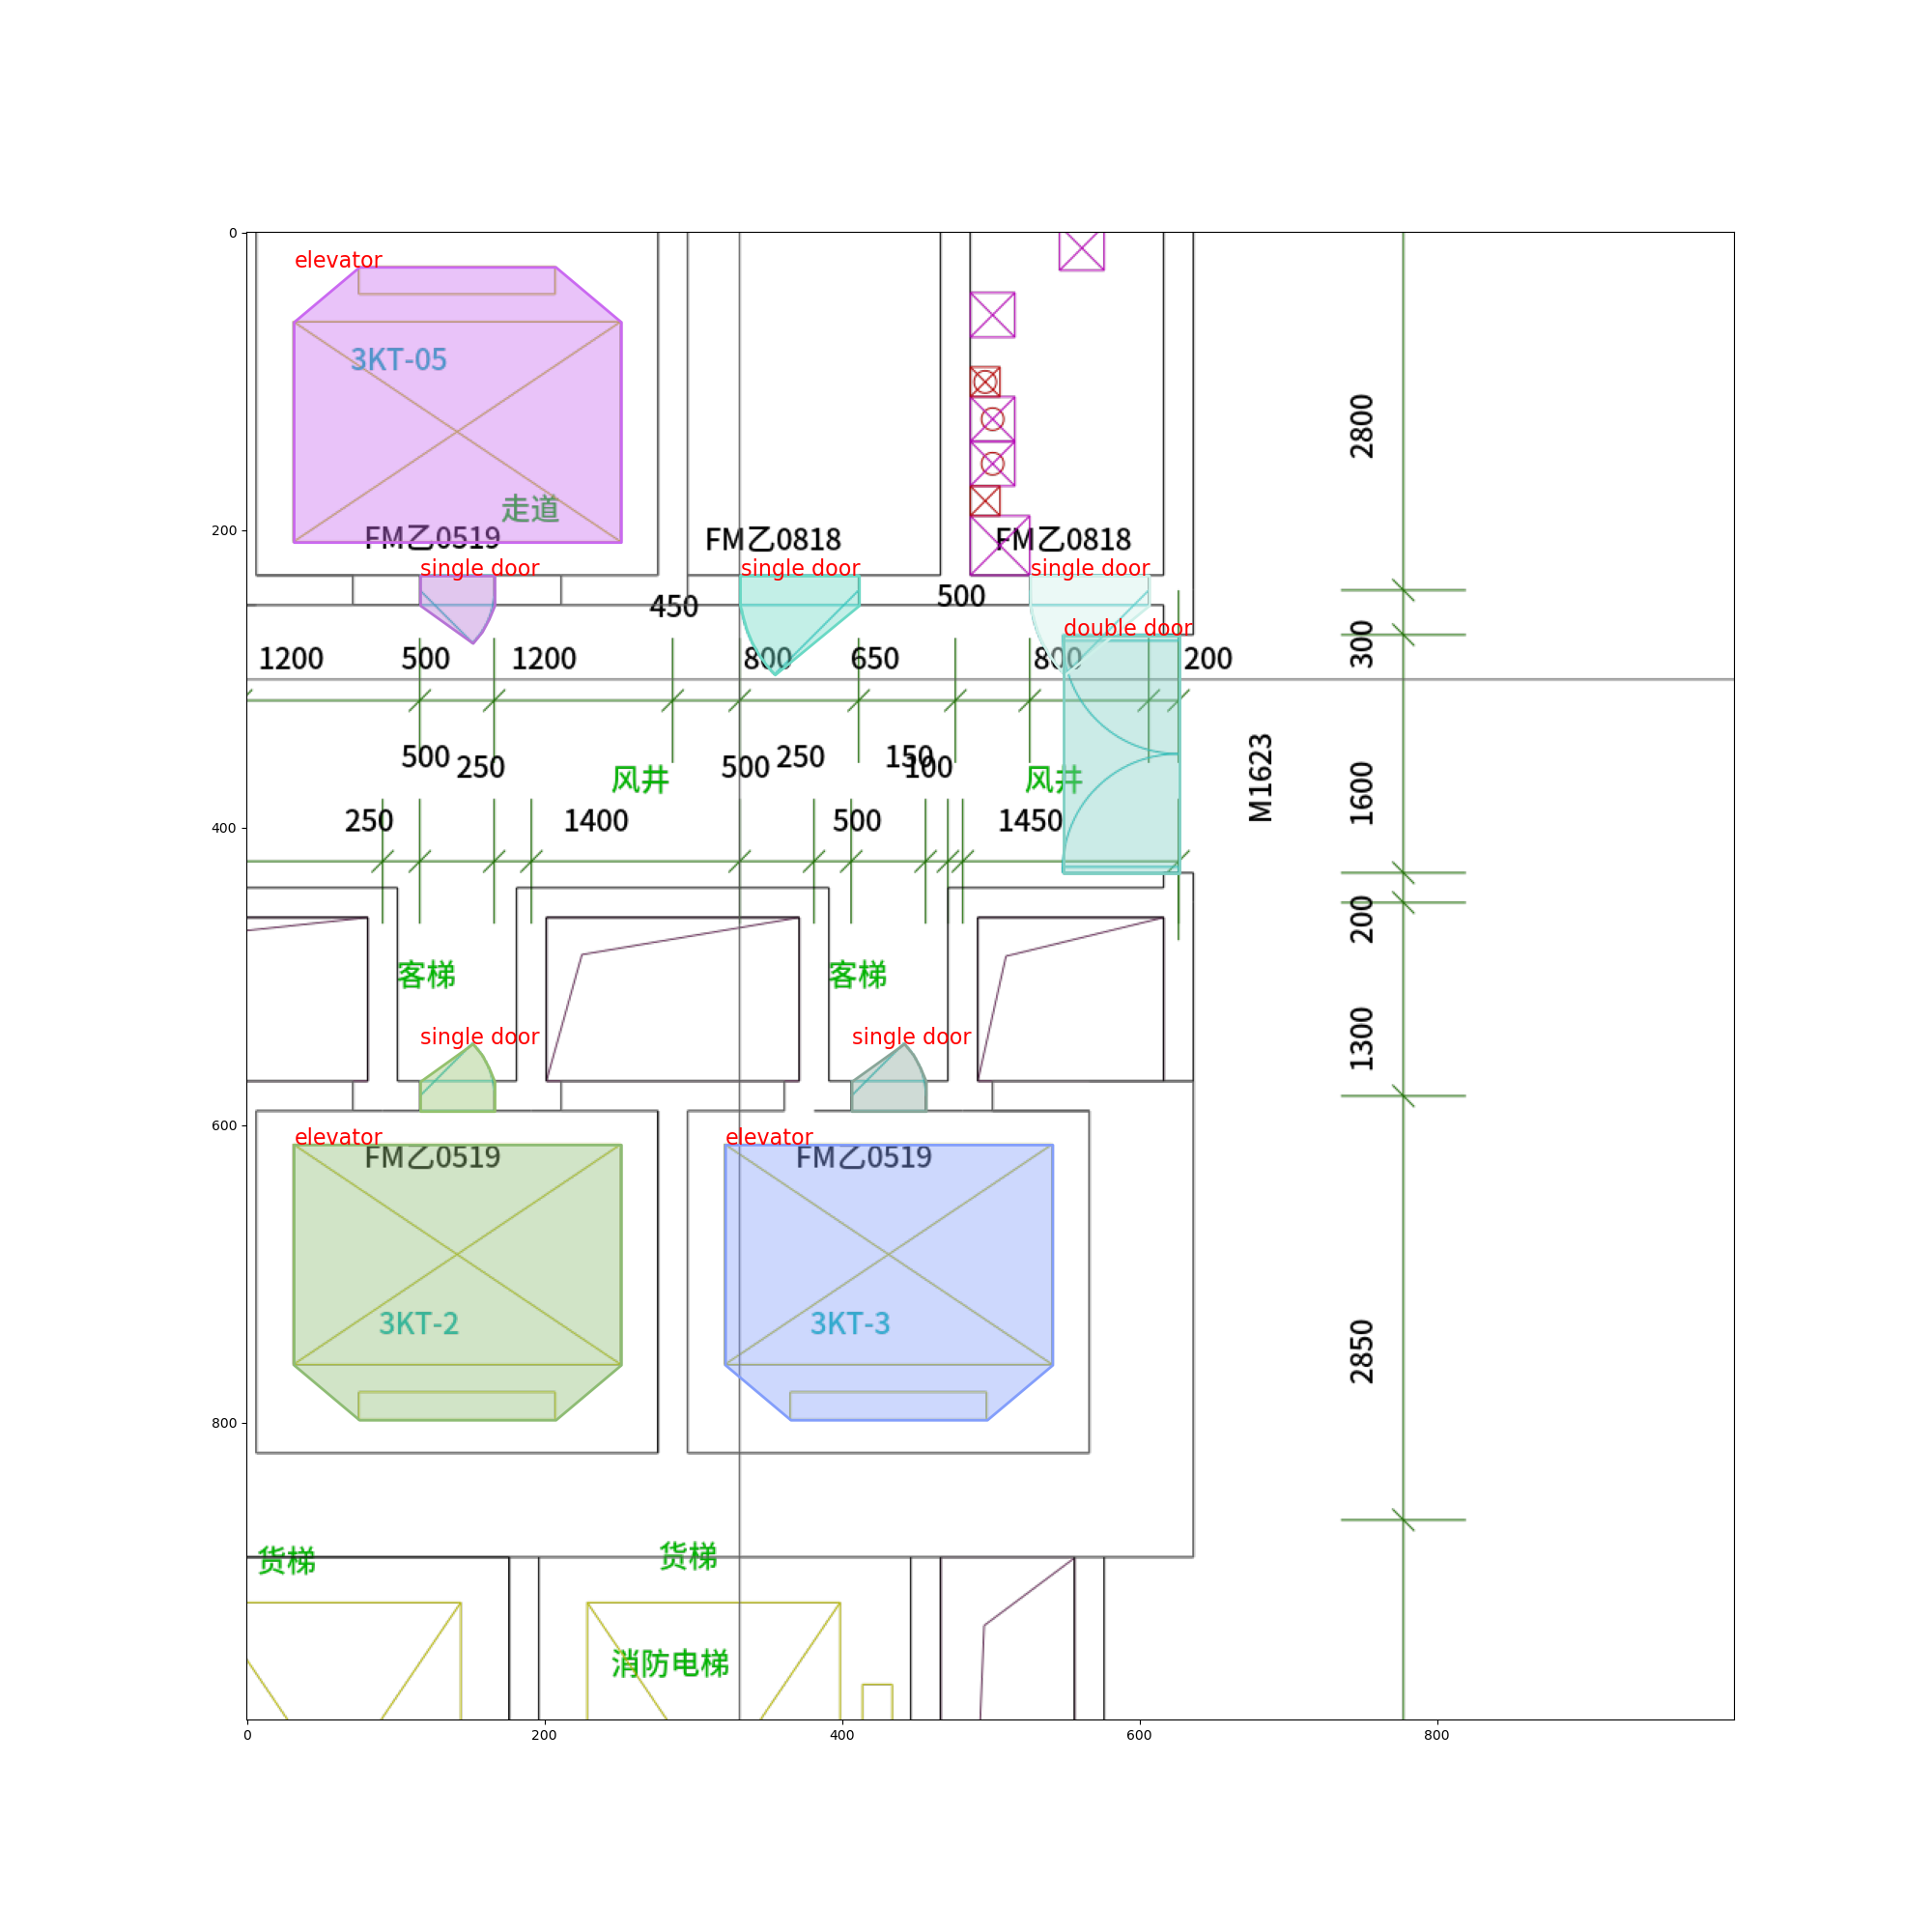 0
elevator
3KT-05
走道
FM乙0519
FM乙0818
FM乙0818
200
single door
single door
single door
450
500
double door
1200
500
1200
800
650
800
200
2800
300
500
250
500
250
150
100
风井
风井
M1623
1600
250
1400
500
1450
400
200
客梯
客梯
1300
single door
single door
600
elevator
elevator
FM乙0519
FM乙0519
3KT-2
3KT-3
2850
800
货梯
货梯
消防电梯
0
200
400
600
800